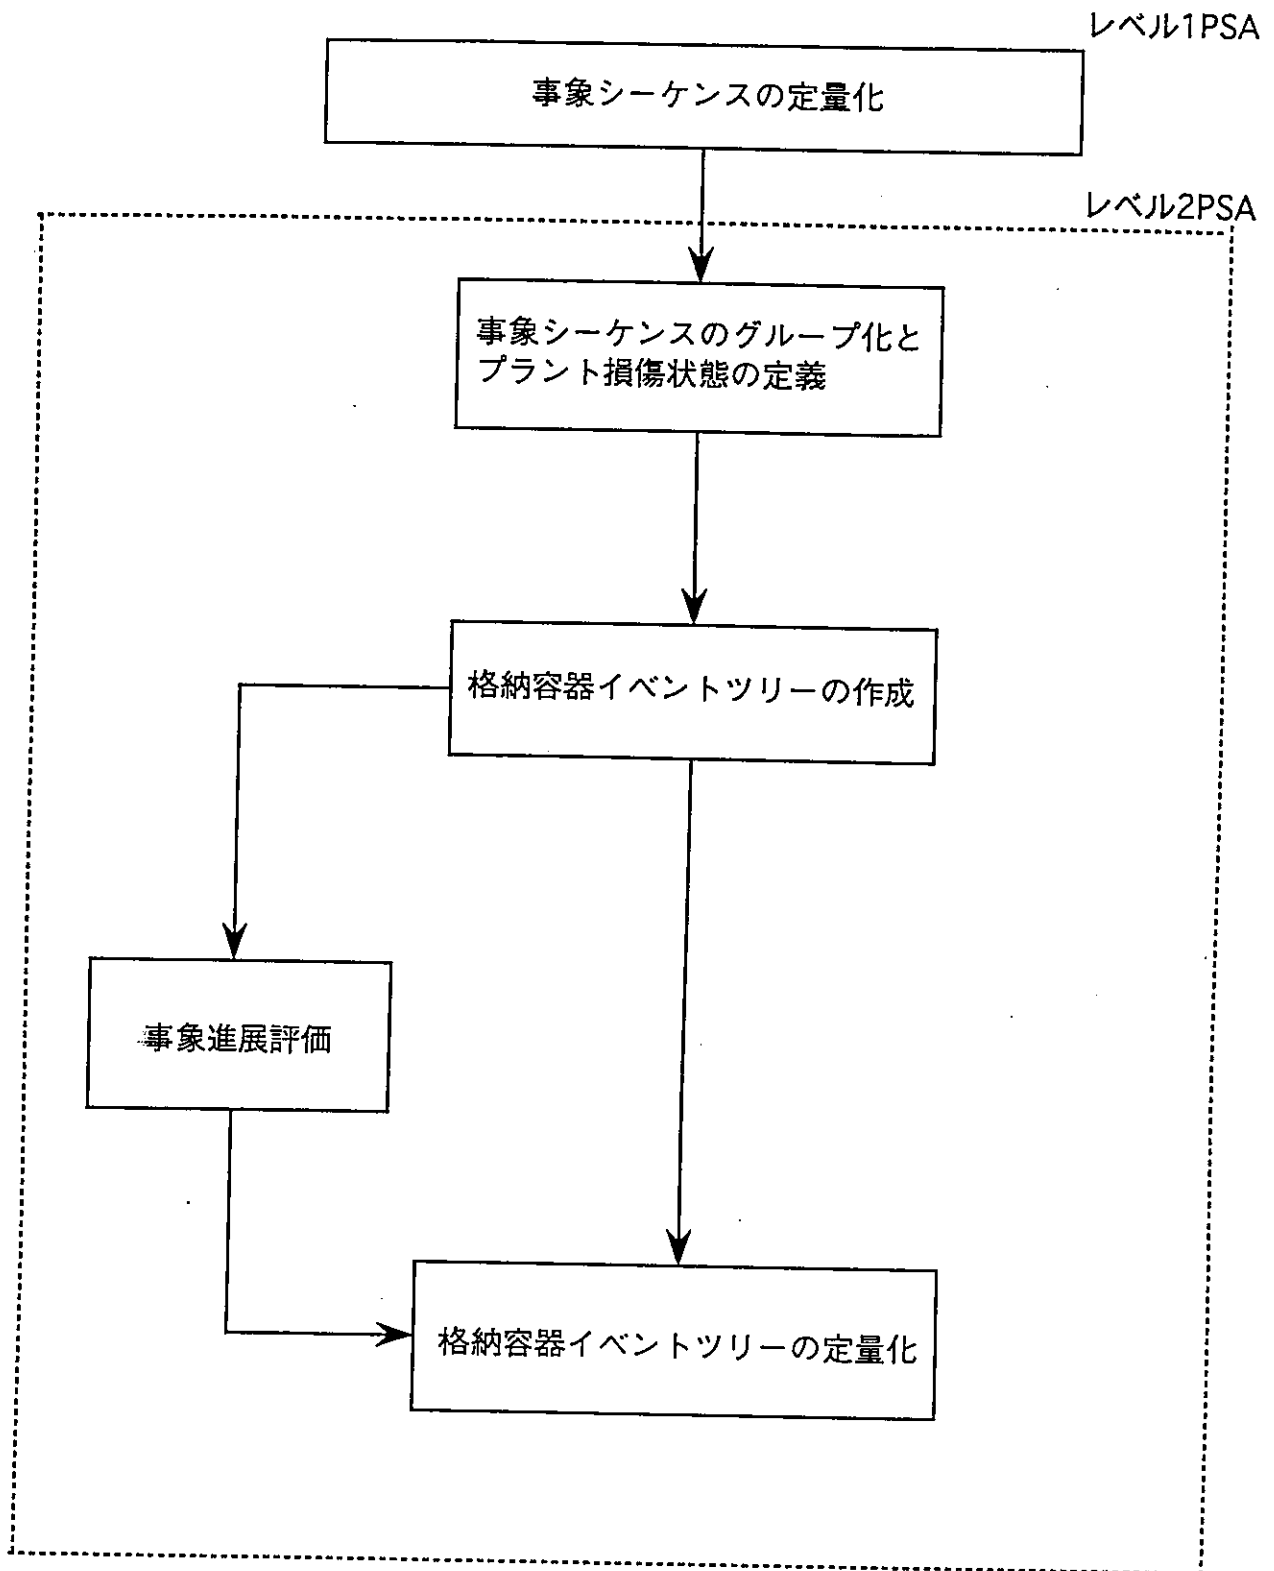 レベル1PSA
事象シーケンスの定量化
レベル2PSA
事象シーケンスのグループ化と
プラント損傷状態の定義
格納容器イベントツリーの作成
事象進展評価
格納容器イベントツリーの定量化